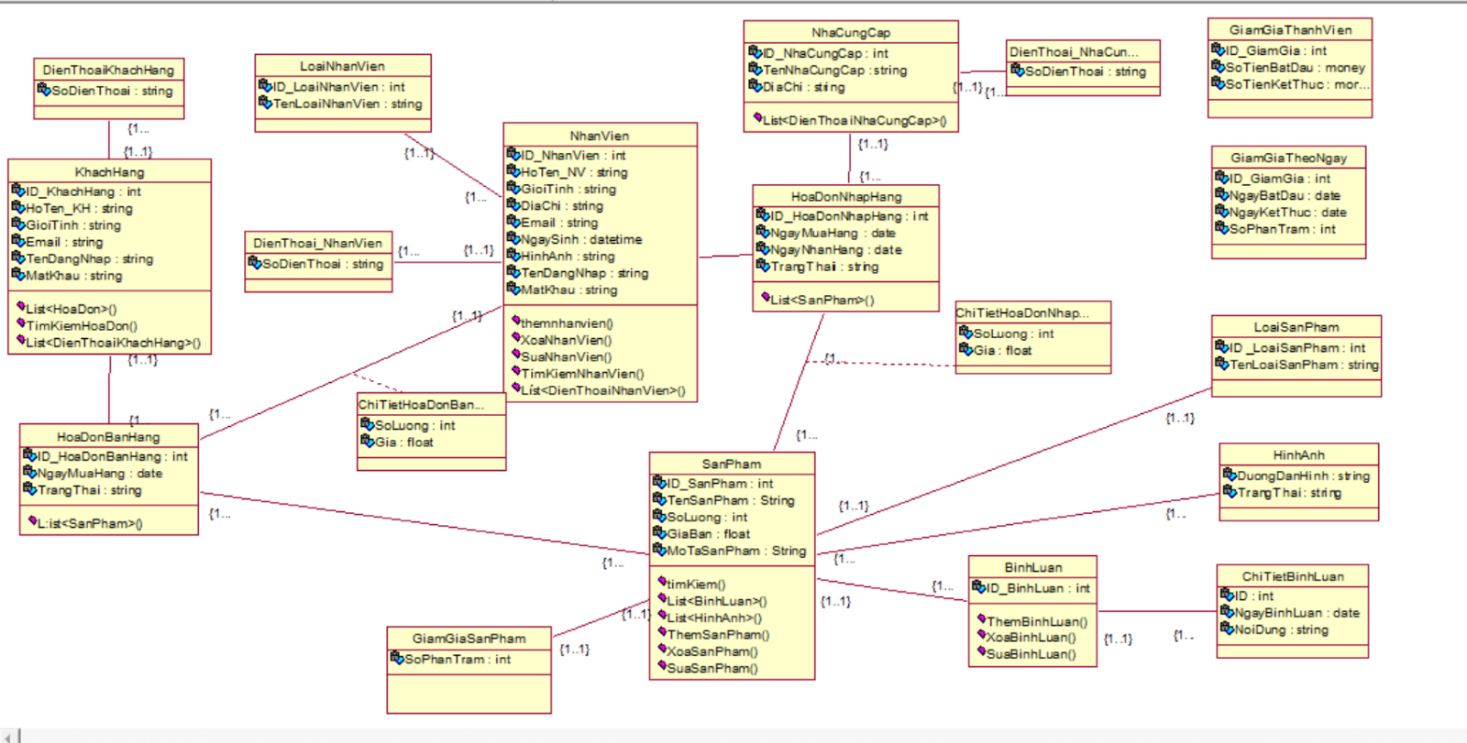 DienThoaiKhachHang
SoDienThoai : string
{1...
{1..1}
KhachHang
ID_KhachHang : int
HoTen_KH : string
GioiTinh : string
Email : string
TenDangNhap : string
MatKhau : string
List<HoaDon>()
TimKiemHoaDon()
List<DienThoaiKhachHang>()
{1..1}
{1...
HoaDonBanHang
ID_HoaDonBanHang : int
NgayMuaHang : date
TrangThai : string
L:ist<SanPham>()
{1...
{1...
LoaiNhanVien
ID_LoaiNhanVien : int
TenLoaiNhanVien : string
{1..1}
{1...
DienThoai_NhanVien
SoDienThoai : string
{1...
{1..1}
NhanVien
ID_NhanVien : int
HoTen_NV : string
GioiTinh : string
DiaChi : string
Email : string
NgaySinh : datetime
HinhAnh : string
TenDangNhap : string
MatKhau : string
themnhanvien()
XoaNhanVien()
SuaNhanVien()
TimKiemNhanVien()
List<DienThoaiNhanVien>()
{1..1}
ChiTietHoaDonBan...
SoLuong : int
Gia : float
NhaCungCap
ID_NhaCungCap : int
TenNhaCungCap : string
DiaChi : string
List<DienThoaiNhaCungCap>()
{1..1}
{1...
DienThoai_NhaCun...
SoDienThoai : string
{1..1}
{1...
HoaDonNhapHang
ID_HoaDonNhapHang : int
NgayMuaHang : date
NgayNhanHang : date
TrangThai : string
List<SanPham>()
{1...
{1...
ChiTietHoaDonNhap...
SoLuong : int
Gia : float
SanPham
ID_SanPham : int
TenSanPham : String
SoLuong : int
GiaBan : float
MoTaSanPham : String
timKiem()
List<BinhLuan>()
List<HinhAnh>()
ThemSanPham()
XoaSanPham()
SuaSanPham()
{1...
{1..1}
{1..1}
{1...
{1..1}
GiamGiaSanPham
SoPhanTram : int
{1..1}
GiamGiaThanhVien
ID_GiamGia : int
SoTienBatDau : money
SoTienKetThuc : mor...
GiamGiaTheoNgay
ID_GiamGia : int
NgayBatDau : date
NgayKetThuc : date
SoPhanTram : int
LoaiSanPham
ID_LoaiSanPham : int
TenLoaiSanPham : string
{1..1}
HinhAnh
DuongDanHinh : string
TrangThai : string
{1...
BinhLuan
ID_BinhLuan : int
ThemBinhLuan()
XoaBinhLuan()
SuaBinhLuan()
{1...
{1..1}
ChiTietBinhLuan
ID : int
NgayBinhLuan : date
NoiDung : string
{1...